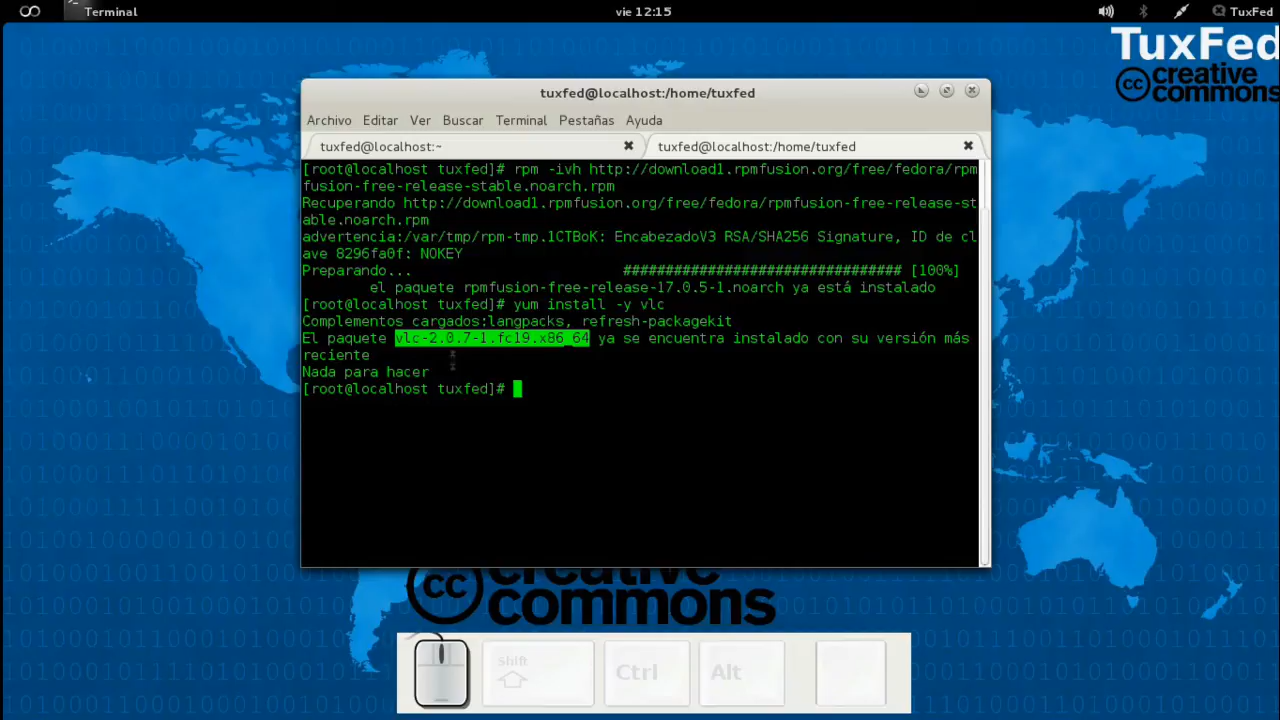 Terminal
vie 12:15
TuxFed
TuxFed
creative
commons
tuxfed@localhost:/home/tuxfed
Archivo Editar Ver Buscar Terminal Pestañas Ayuda
tuxfed@localhost:~
tuxfed@localhost:/home/tuxfed
[root@localhost tuxfed]# rpm -ivh http://download1.rpmfusion.org/free/fedora/rpm
fusion-free-release-stable.noarch.rpm
Recuperando http://download1.rpmfusion.org/free/fedora/rpmfusion-free-release-st
able.noarch.rpm
advertencia:/var/tmp/rpm-tmp.1CTBoK: EncabezadoV3 RSA/SHA256 Signature, ID de cl
ave 8296fa0f: NOKEY
Preparando... ################################# [100%]
el paquete rpmfusion-free-release-17.0.5-1.noarch ya está instalado
[root@localhost tuxfed]# yum install -y vlc
Complementos cargados:langpacks, refresh-packagekit
El paquete vlc-2.0.7-1.fc19.x86_64 ya se encuentra instalado con su versión más
reciente
Nada para hacer
[root@localhost tuxfed]#
cc creative
commons
Shift
Ctrl
Alt